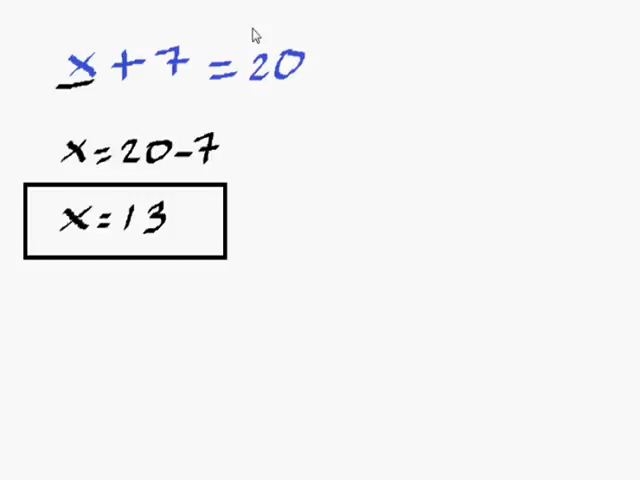 x + 7 = 20
x = 20 - 7
x = 13